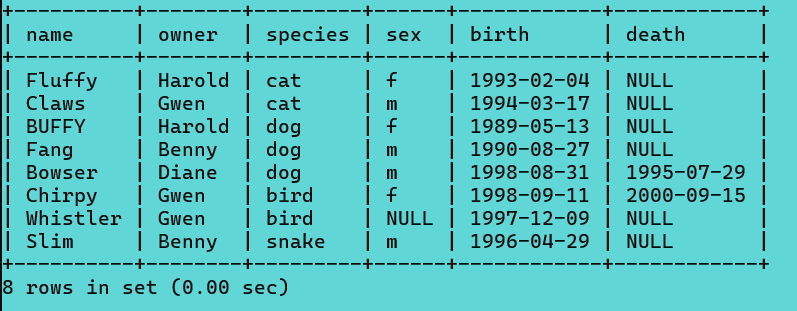 +-----------+--------+---------+------+------------+------------+
| name      | owner  | species | sex  | birth      | death      |
+-----------+--------+---------+------+------------+------------+
| Fluffy    | Harold | cat     | f    | 1993-02-04 | NULL       |
| Claws     | Gwen   | cat     | m    | 1994-03-17 | NULL       |
| BUFFY     | Harold | dog     | f    | 1989-05-13 | NULL       |
| Fang      | Benny  | dog     | m    | 1990-08-27 | NULL       |
| Bowser    | Diane  | dog     | m    | 1998-08-31 | 1995-07-29 |
| Chirpy    | Gwen   | bird    | f    | 1998-09-11 | 2000-09-15 |
| Whistler  | Gwen   | bird    | NULL | 1997-12-09 | NULL       |
| Slim      | Benny  | snake   | m    | 1996-04-29 | NULL       |
+-----------+--------+---------+------+------------+------------+
8 rows in set (0.00 sec)